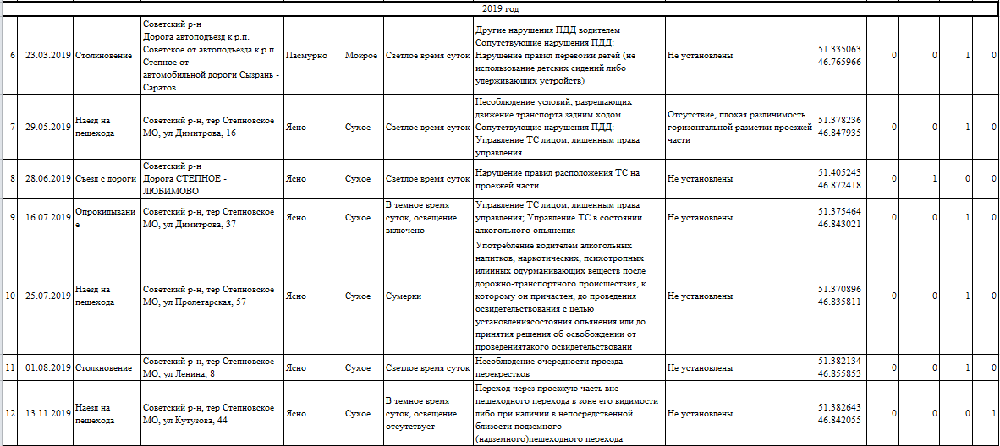 2019 год
6
23.03.2019
Столкновение
Советский р-н
Дорога автоподъезд к р.п.
Советское от автоподъезда к р.п.
Степное от
автомобильной дороги Сызрань -
Саратов
Пасмурно
Мокрое
Светлое время суток
Другие нарушения ПДД водителем
Сопутствующие нарушения ПДД:
Нарушение правил перевозки детей (не
использование детских сидений либо
удерживающих устройств)
Не установлены
51.335063
46.765966
0
0
1
0
7
29.05.2019
Наезд на
пешехода
Советский р-н, тер Степновское
МО, ул Димитрова, 16
Ясно
Сухое
Светлое время суток
Несоблюдение условий, разрешающих
движение транспорта задним ходом
Сопутствующие нарушения ПДД: -
Управление ТС лицом, лишенным права
управления
Отсутствие, плохая различимость
горизонтальной разметки проезжей
части
51.378236
46.847935
0
0
1
0
8
28.06.2019
Съезд с дороги
Советский р-н
Дорога СТЕПНОЕ -
ЛЮБИМОВО
Ясно
Сухое
Светлое время суток
Нарушение правил расположения ТС на
проезжей части
Не установлены
51.405243
46.872418
0
1
0
0
9
16.07.2019
Опрокидывани
е
Советский р-н, тер Степновское
МО, ул Димитрова, 37
Ясно
Сухое
В темное время
суток, освещение
включено
Управление ТС лицом, лишенным права
управления; Управление ТС в состоянии
алкогольного опьянения
Не установлены
51.375464
46.843021
0
0
1
0
10
25.07.2019
Наезд на
пешехода
Советский р-н, тер Степновское
МО, ул Пролетарская, 57
Ясно
Сухое
Сумерки
Употребление водителем алкогольных
напитков, наркотических, психотропных
илииных одурманивающих веществ после
дорожно-транспортного происшествия, к
которому он причастен, до проведения
освидетельствования с целью
установлениясостояния опьянения или до
принятия решения об освобождении от
проведениятакого освидетельствовани
Не установлены
51.370896
46.835811
0
0
1
0
11
01.08.2019
Столкновение
Советский р-н, тер Степновское
МО, ул Ленина, 8
Ясно
Сухое
Светлое время суток
Несоблюдение очередности проезда
перекрестков
Не установлены
51.382134
46.855853
0
0
1
0
12
13.11.2019
Наезд на
пешехода
Советский р-н, тер Степновское
МО, ул Кутузова, 44
Ясно
Сухое
В темное время
суток, освещение
отсутствует
Переход через проезжую часть вне
пешеходного перехода в зоне его видимости
либо при наличии в непосредственной
близости подземного
(надземного)пешеходного перехода
Не установлены
51.382643
46.842055
0
0
0
1